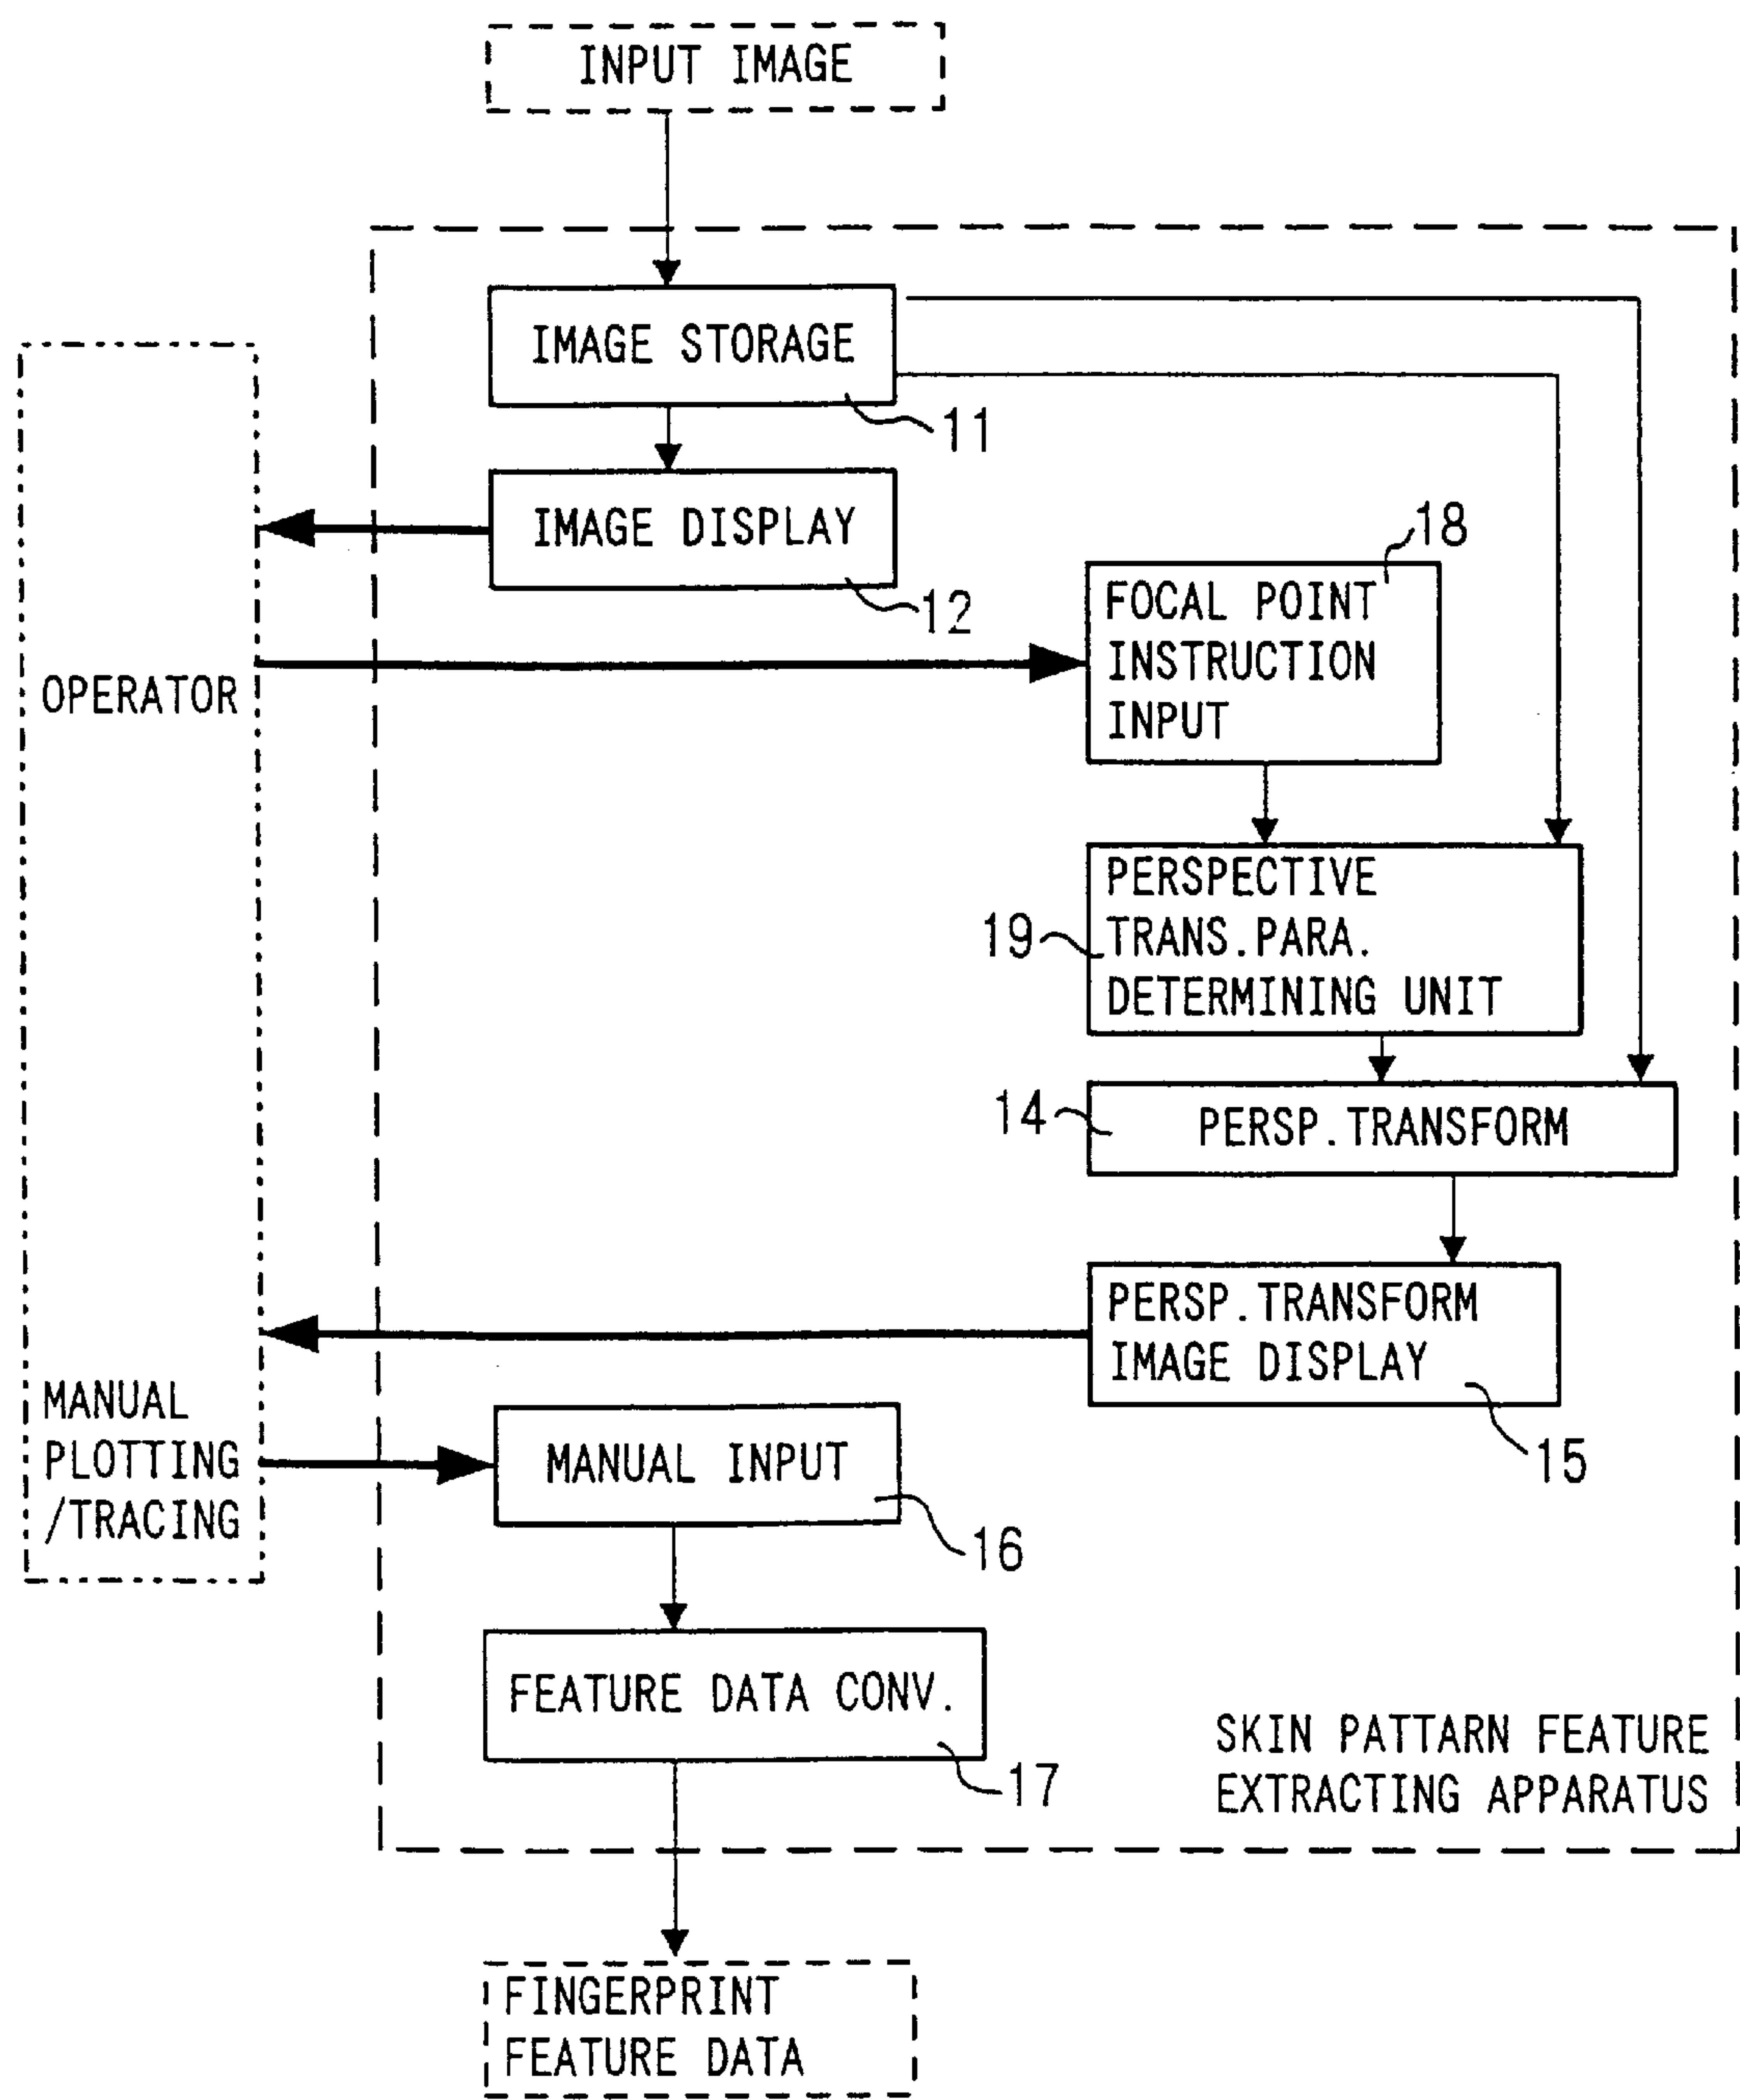 INPUT IMAGE
IMAGE STORAGE
11
IMAGE DISPLAY
12
18
FOCAL POINT
INSTRUCTION
INPUT
OPERATOR
PERSPECTIVE
19
TRANS.PARA.
DETERMINING UNIT
14
PERSP.TRANSFORM
PERSP.TRANSFORM
IMAGE DISPLAY
15
MANUAL
PLOTTING
/TRACING
MANUAL INPUT
16
FEATURE DATA CONV.
17
SKIN PATTARN FEATURE
EXTRACTING APPARATUS
FINGERPRINT
FEATURE DATA